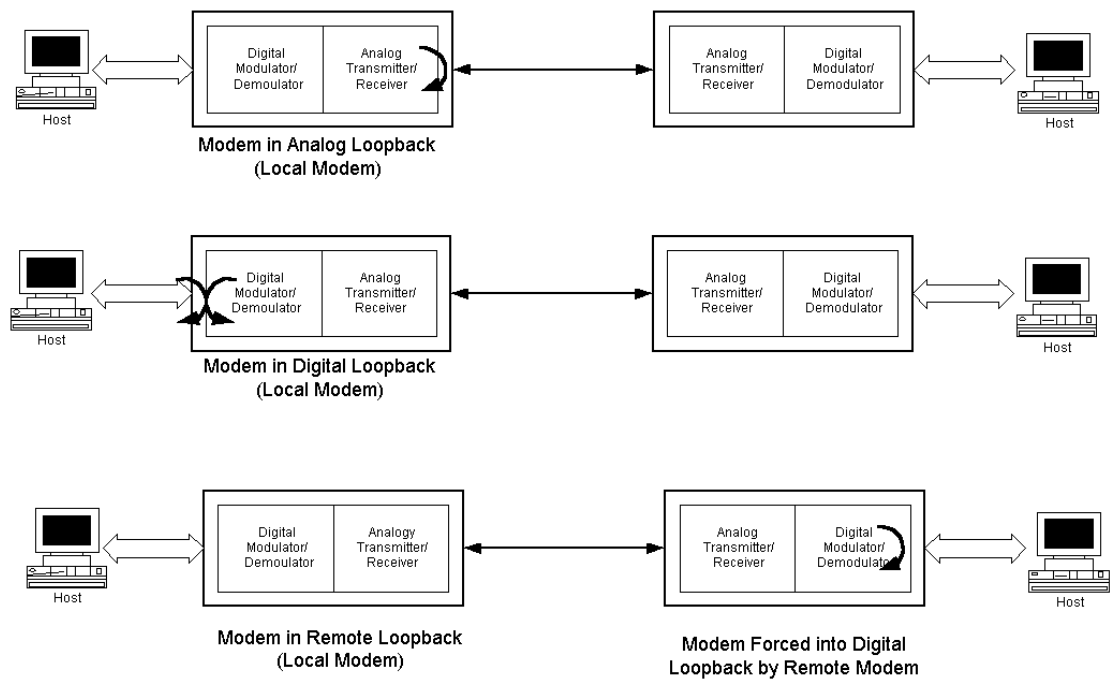 Host
Digital
Modulator/
Demoulator
Analog
Transmitter/
Receiver
Modem in Analog Loopback
(Local Modem)
Analog
Transmitter/
Receiver
Digital
Modulator/
Demodulator
Host
Host
Digital
Modulator/
Demoulator
Analog
Transmitter/
Receiver
Modem in Digital Loopback
(Local Modem)
Analog
Transmitter/
Receiver
Digital
Modulator/
Demodulator
Host
Host
Digital
Modulator/
Demoulator
Analogy
Transmitter/
Receiver
Modem in Remote Loopback
(Local Modem)
Analog
Transmitter/
Receiver
Digital
Modulator/
Demodulator
Modem Forced into Digital
Loopback by Remote Modem
Host